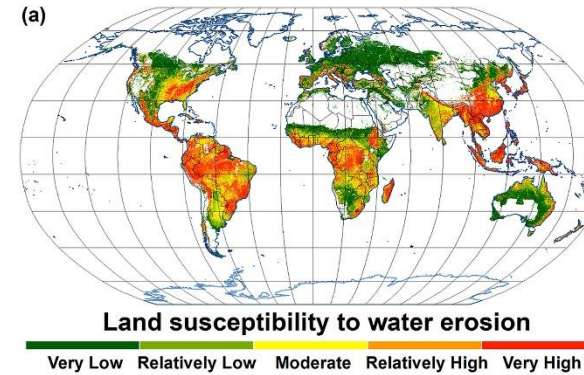 (a)
Land susceptibility to water erosion
Very Low Relatively Low Moderate Relatively High Very High